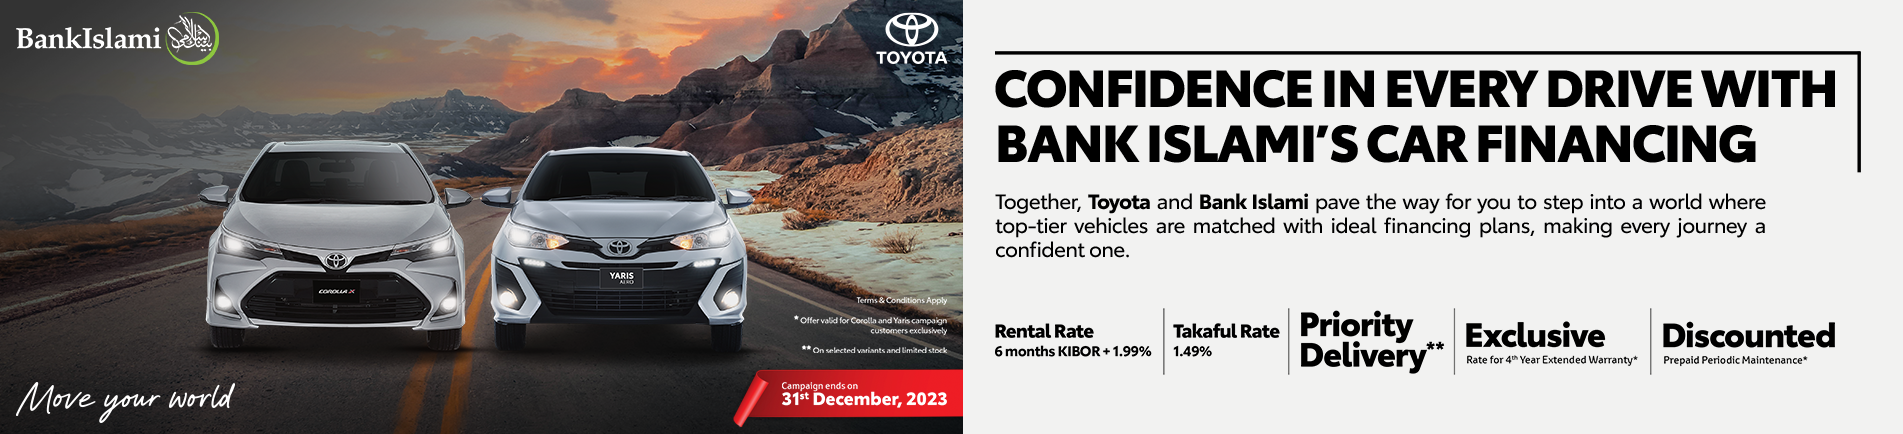 BankIslami
TOYOTA
COROLLA X
YARIS
AERO
Terms & Conditions Apply
* Offer valid for Corolla and Yaris campaign
customers exclusively
** On selected variants and limited stock
Move your world
Campaign ends on
31st December, 2023
CONFIDENCE IN EVERY DRIVE WITH
BANK ISLAMI'S CAR FINANCING
Together, Toyota and Bank Islami pave the way for you to step into a world where
top-tier vehicles are matched with ideal financing plans, making every journey a
confident one.
Rental Rate
6 months KIBOR + 1.99%
Takaful Rate
1.49%
Priority
Delivery**
Exclusive
Rate for 4th Year Extended Warranty*
Discounted
Prepaid Periodic Maintenance*